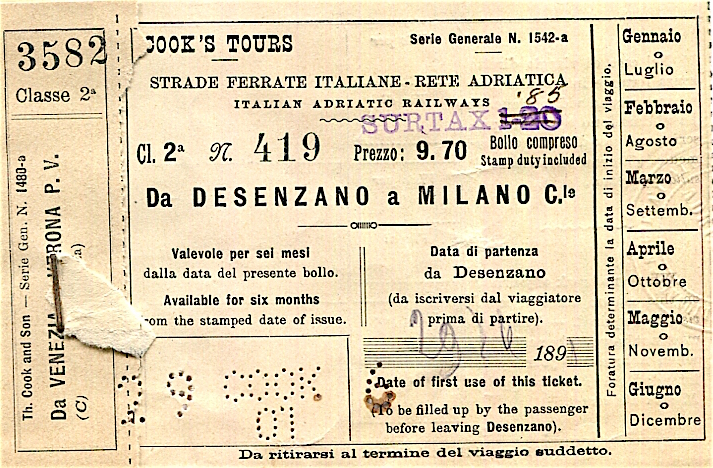 3582
Classe 2ª
Th. Cook and Son — Serie Gen. N. 1480-a
Da VENEZIA VERONA P. V.
(C)
COOK'S TOURS
Serie Generale N. 1542-a
STRADE FERRATE ITALIANE - RETE ADRIATICA
ITALIAN ADRIATIC RAILWAYS
'85
SURTAX 1-20
Cl. 2ª N. 419 Prezzo: 9.70 Bollo compreso
Stamp duty included
Da DESENZANO a MILANO C.le
Valevole per sei mesi
dalla data del presente bollo.
Available for six months
from the stamped date of issue.
Data di partenza
da Desenzano
(da iscriversi dal viaggiatore
prima di partire).
189
Date of first use of this ticket.
(To be filled up by the passenger
before leaving Desenzano).
COOK
Da ritirarsi al termine del viaggio suddetto.
Foratura determinante la data di inizio del viaggio.
Gennaio
o
Luglio
Febbraio
o
Agosto
Marzo
o
Settemb.
Aprile
o
Ottobre
Maggio
o
Novemb.
Giugno
o
Dicembre